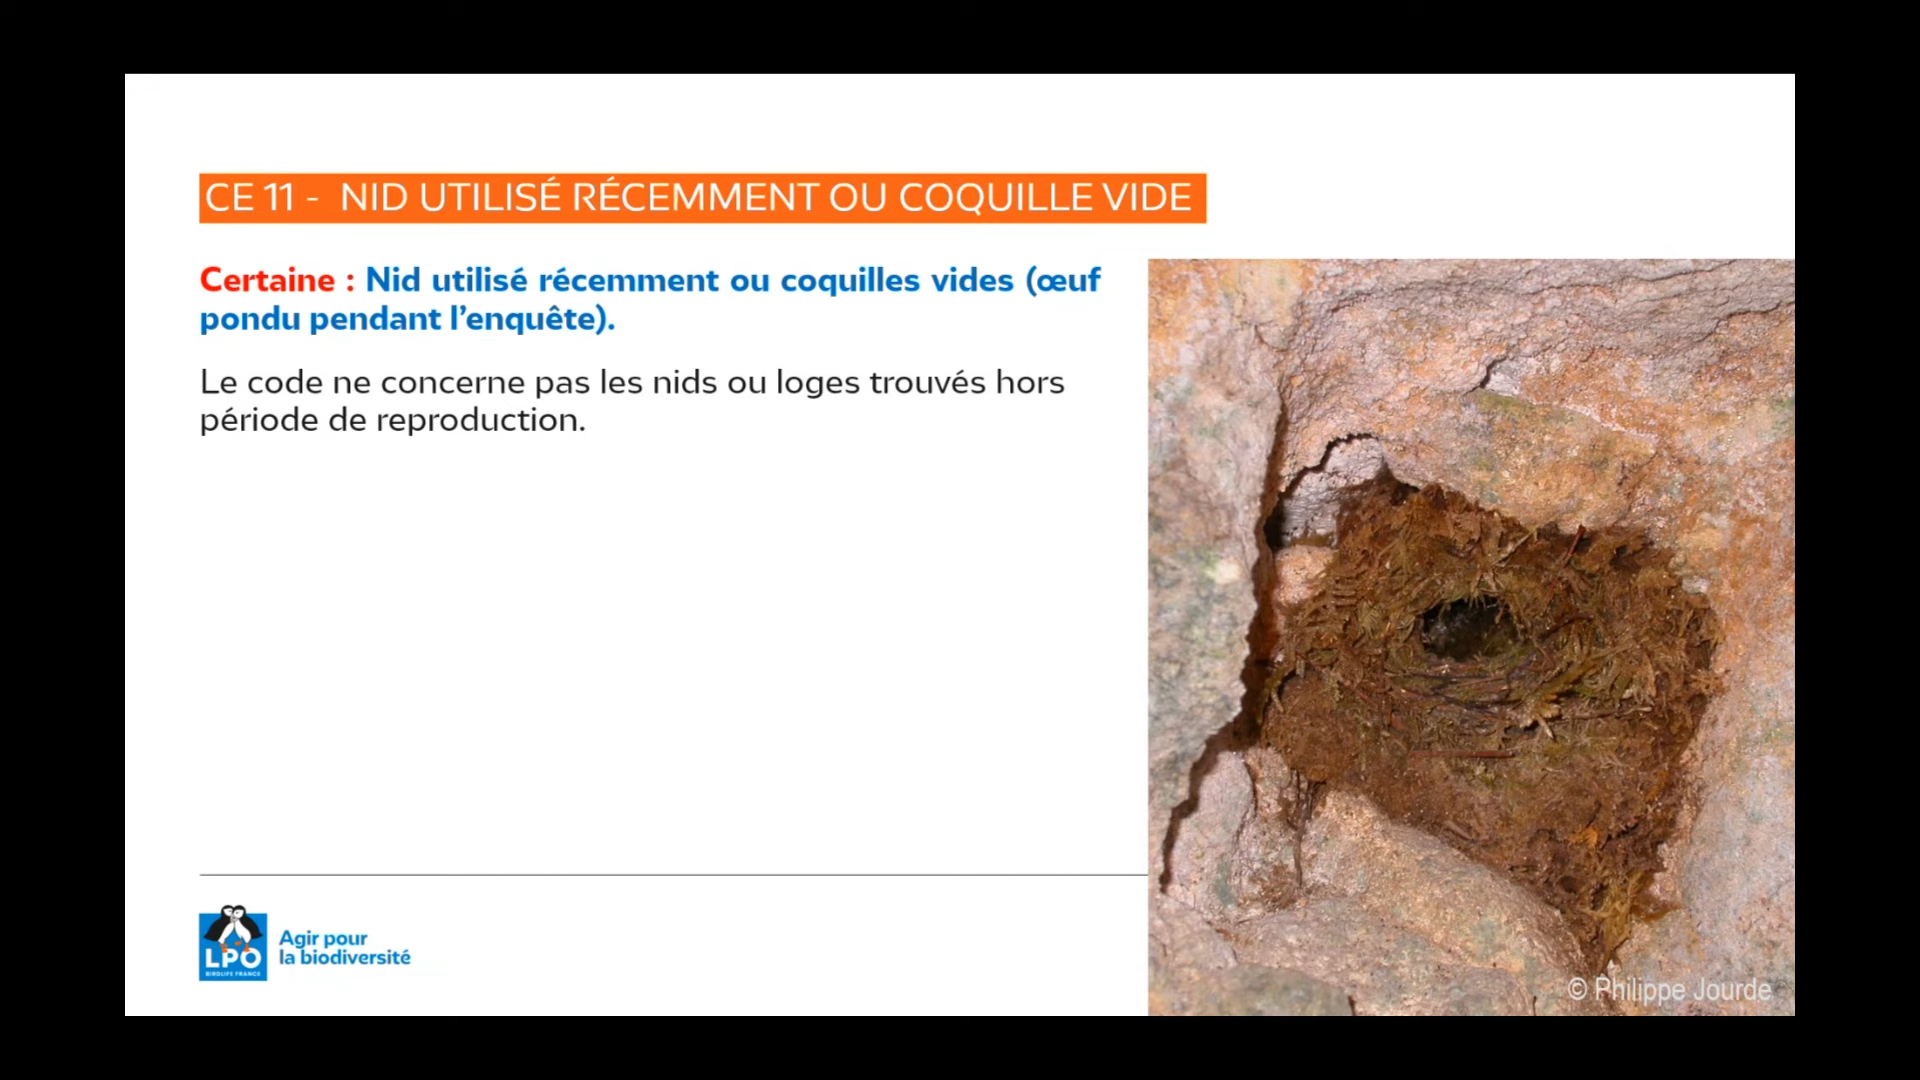 CE 11 - NID UTILISÉ RÉCEMMENT OU COQUILLE VIDE
Certaine : Nid utilisé récemment ou coquilles vides (œuf
pondu pendant l’enquête).
Le code ne concerne pas les nids ou loges trouvés hors
période de reproduction.
LPO
BIRDLIFE FRANCE
Agir pour
la biodiversité
© Philippe Jourde